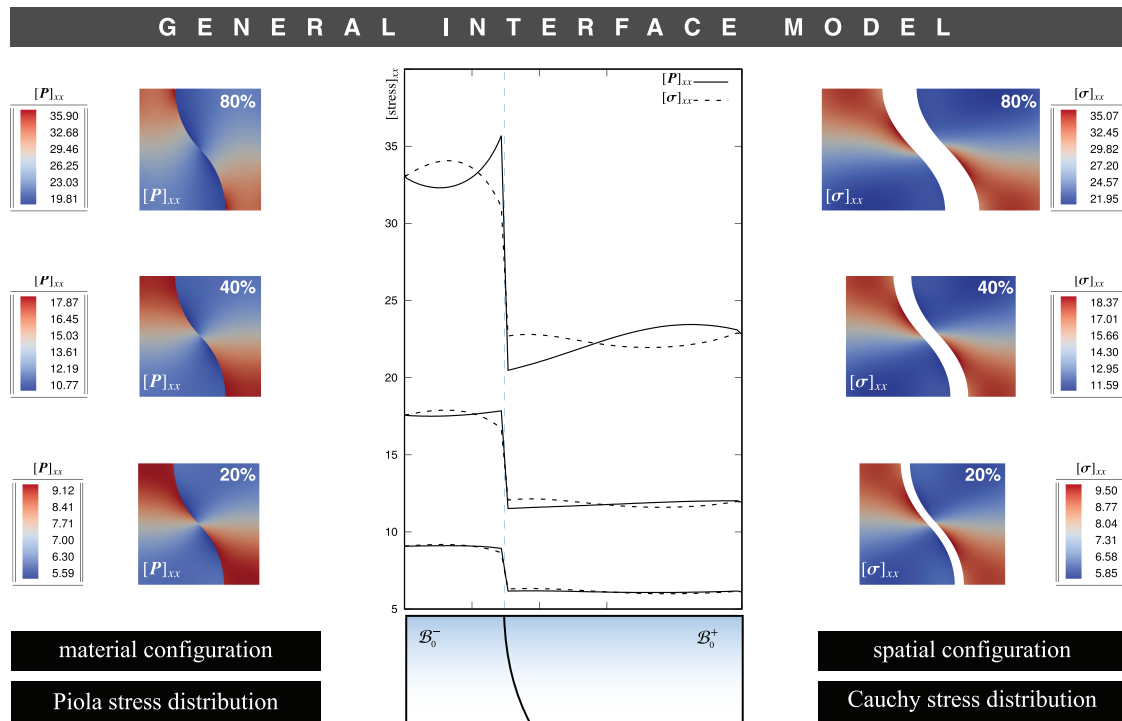 GENERAL INTERFACE MODEL
[P]xx
35.90
32.68
29.46
26.25
23.03
19.81
80%
[P]xx
[P]xx
17.87
16.45
15.03
13.61
12.19
10.77
40%
[P]xx
[P]xx
9.12
8.41
7.71
7.00
6.30
5.59
20%
[P]xx
material configuration
Piola stress distribution
[stress]xx
[P]xx
[σ]xx
35
30
25
20
15
10
5
ℬ₀⁻
ℬ₀⁺
80%
[σ]xx
[σ]xx
35.07
32.45
29.82
27.20
24.57
21.95
40%
[σ]xx
[σ]xx
18.37
17.01
15.66
14.30
12.95
11.59
20%
[σ]xx
[σ]xx
9.50
8.77
8.04
7.31
6.58
5.85
spatial configuration
Cauchy stress distribution